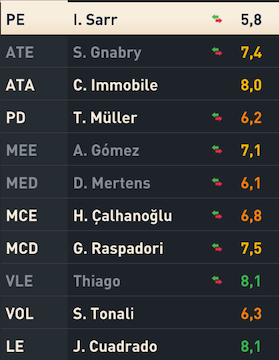 PE I. Sarr 5,8
ATE S. Gnabry 7,4
ATA C. Immobile 8,0
PD T. Müller 6,2
MEE A. Gómez 7,1
MED D. Mertens 6,1
MCE H. Çalhanoğlu 6,8
MCD G. Raspadori 7,5
VLE Thiago 8,1
VOL S. Tonali 6,3
LE J. Cuadrado 8,1